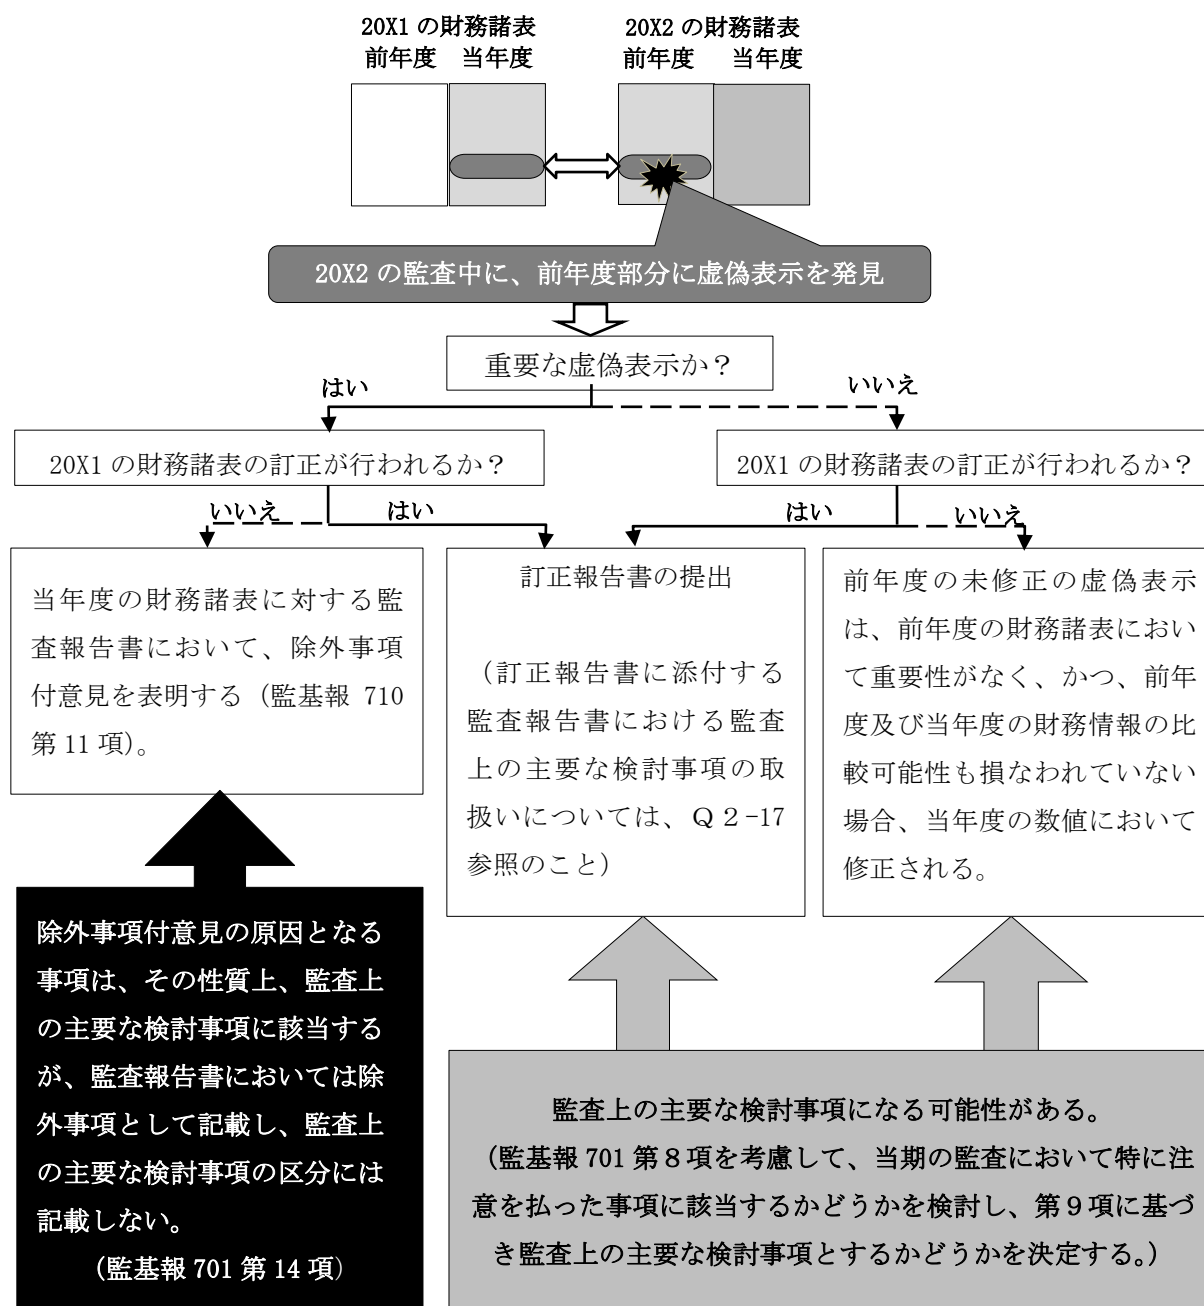 20X1 の財務諸表
前年度 当年度
20X2 の財務諸表
前年度 当年度
20X2 の監査中に、前年度部分に虚偽表示を発見
重要な虚偽表示か？
はい
いいえ
20X1 の財務諸表の訂正が行われるか？
20X1 の財務諸表の訂正が行われるか？
いいえ
はい
はい
いいえ
当年度の財務諸表に対する監
査報告書において、除外事項
付意見を表明する（監基報 710
第 11 項）。
訂正報告書の提出
（訂正報告書に添付する
監査報告書における監査
上の主要な検討事項の取
扱いについては、Ｑ２-17
参照のこと）
前年度の未修正の虚偽表示
は、前年度の財務諸表におい
て重要性がなく、かつ、前年
度及び当年度の財務情報の比
較可能性も損なわれていない
場合、当年度の数値において
修正される。
除外事項付意見の原因となる
事項は、その性質上、監査上
の主要な検討事項に該当する
が、監査報告書においては除
外事項として記載し、監査上
の主要な検討事項の区分には
記載しない。
（監基報 701 第 14 項）
監査上の主要な検討事項になる可能性がある。
（監基報 701 第８項を考慮して、当期の監査において特に注
意を払った事項に該当するかどうかを検討し、第９項に基づ
き監査上の主要な検討事項とするかどうかを決定する。）